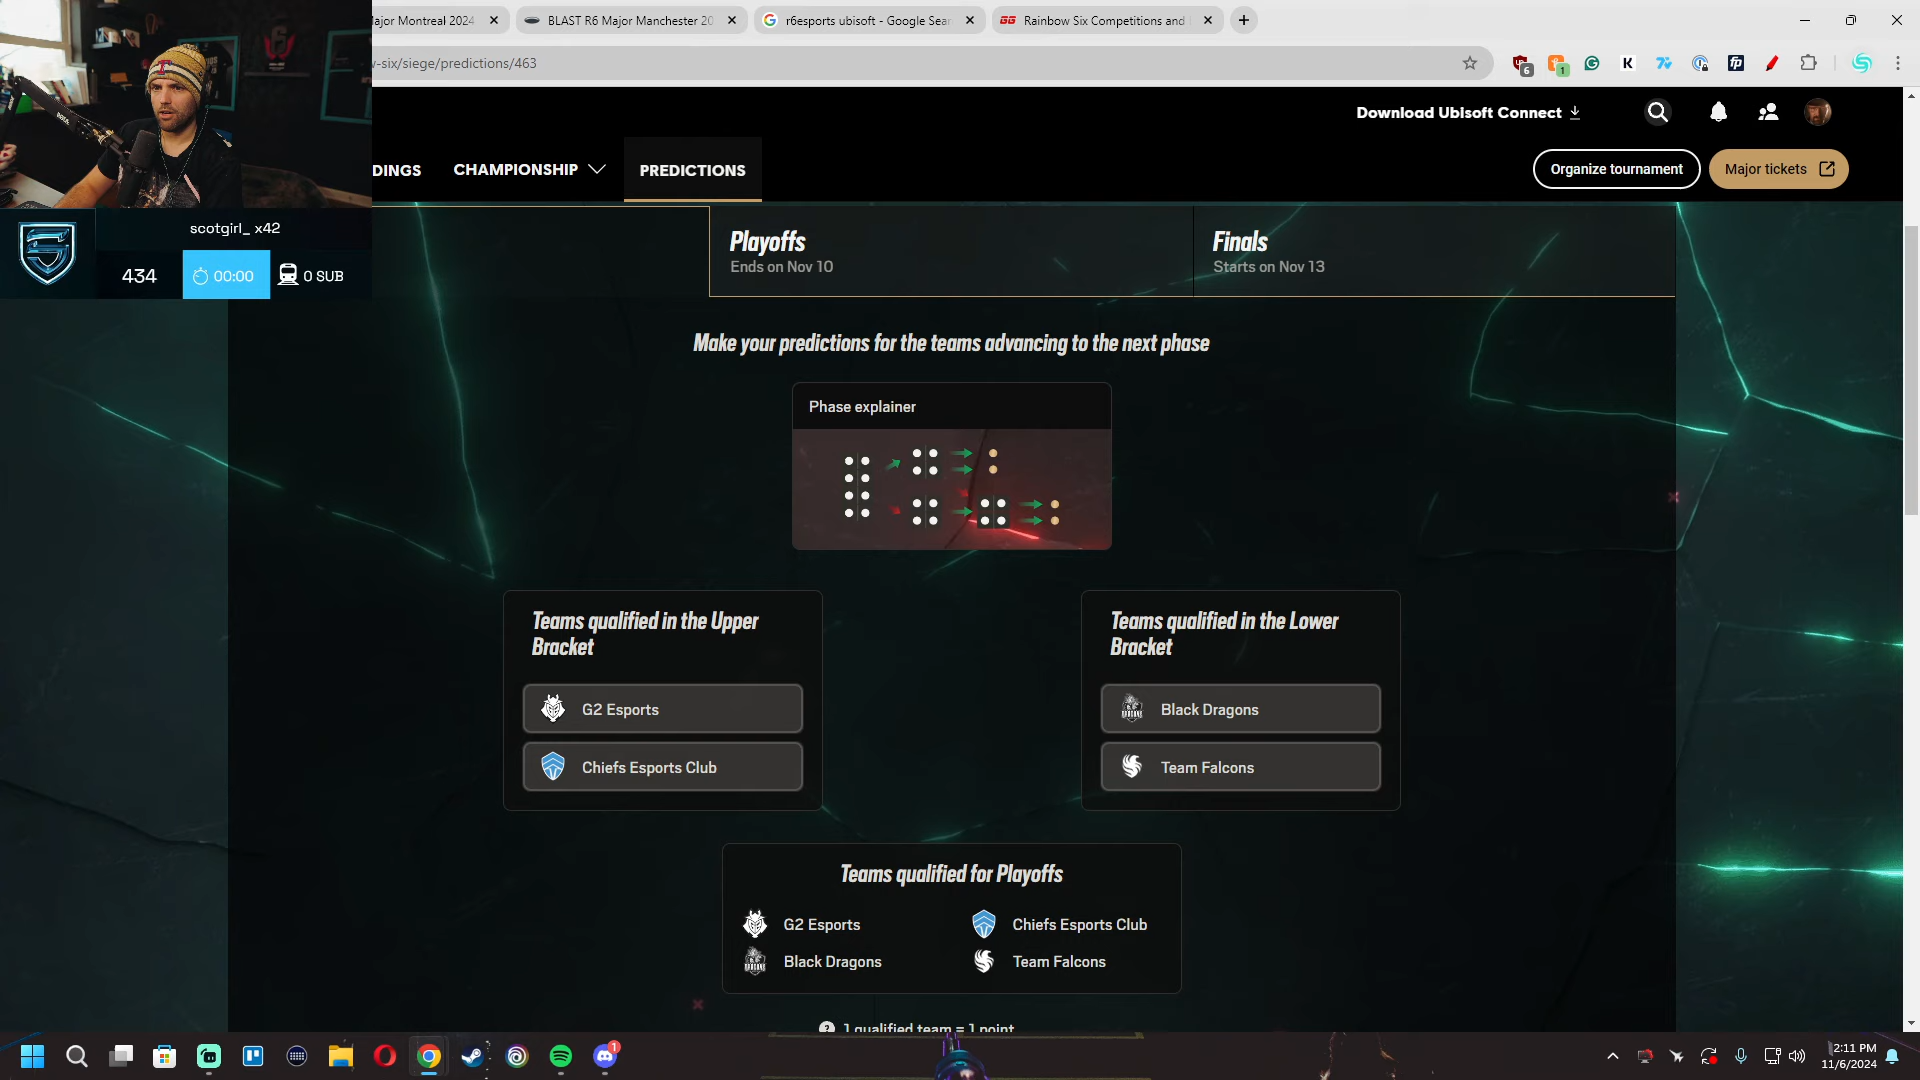 ajor Montreal 2024
BLAST R6 Major Manchester 20
r6esports ubisoft - Google Sear
Rainbow Six Competitions and
-six/siege/predictions/463
6
1
Download Ubisoft Connect
DINGS
CHAMPIONSHIP
PREDICTIONS
Organize tournament
Major tickets
scotgirl_ x42
434
00:00
0 SUB
Playoffs
Ends on Nov 10
Finals
Starts on Nov 13
Make your predictions for the teams advancing to the next phase
Phase explainer
Teams qualified in the Upper
Bracket
G2 Esports
Chiefs Esports Club
Teams qualified in the Lower
Bracket
Black Dragons
Team Falcons
Teams qualified for Playoffs
G2 Esports
Chiefs Esports Club
Black Dragons
Team Falcons
1 qualified team = 1 point
1
2:11 PM
11/6/2024